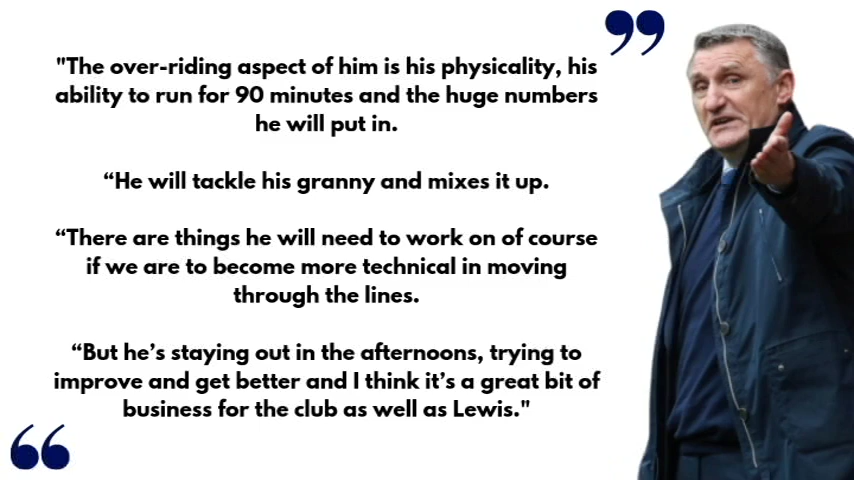 "The over-riding aspect of him is his physicality, his
ability to run for 90 minutes and the huge numbers
he will put in.
“He will tackle his granny and mixes it up.
“There are things he will need to work on of course
if we are to become more technical in moving
through the lines.
“But he’s staying out in the afternoons, trying to
improve and get better and I think it’s a great bit of
business for the club as well as Lewis."